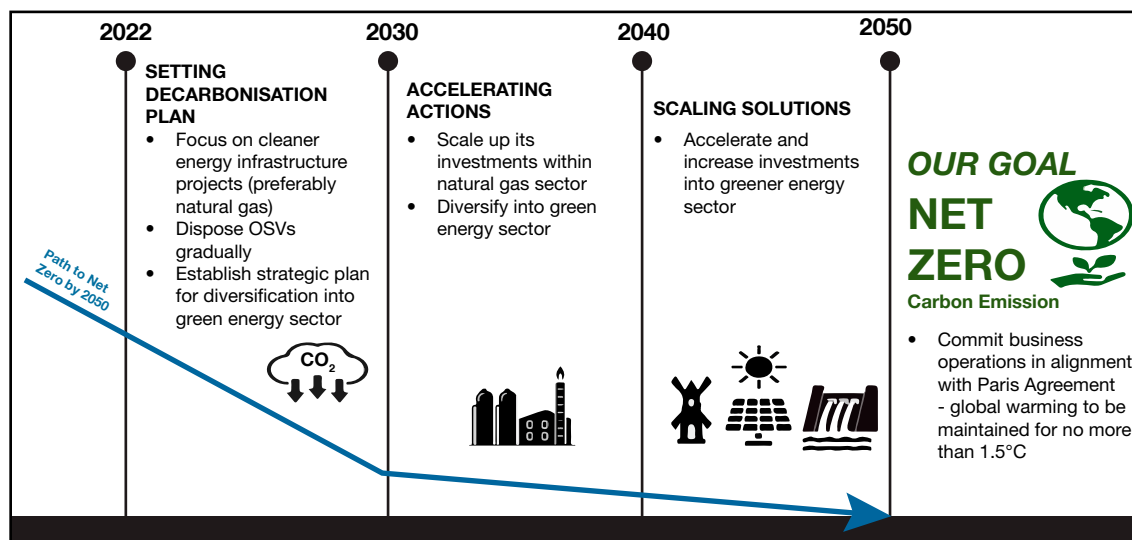 2022
2030
2040
2050
SETTING
DECARBONISATION
PLAN
• Focus on cleaner
energy infrastructure
projects (preferably
natural gas)
• Dispose OSVs
gradually
• Establish strategic plan
for diversification into
green energy sector
CO2
ACCELERATING
ACTIONS
• Scale up its
investments within
natural gas sector
• Diversify into green
energy sector
SCALING SOLUTIONS
• Accelerate and
increase investments
into greener energy
sector
OUR GOAL
NET
ZERO
Carbon Emission
• Commit business
operations in alignment
with Paris Agreement
- global warming to be
maintained for no more
than 1.5°C
Path to Net
Zero by 2050